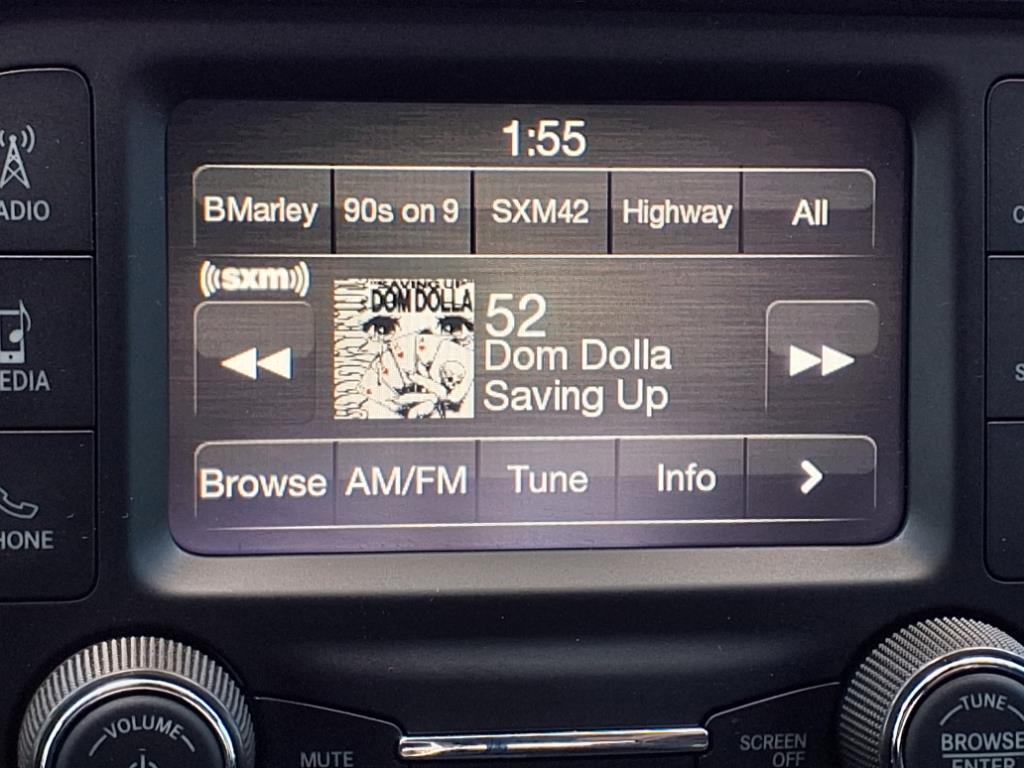 1:55
BMarley 90s on 9 SXM42 Highway All
sxm
SAVING UP
DOM DOLLA
52
Dom Dolla
Saving Up
Browse AM/FM Tune Info
ADIO
EDIA
HONE
VOLUME
MUTE
SCREEN
OFF
TUNE
BROWSE
ENTER